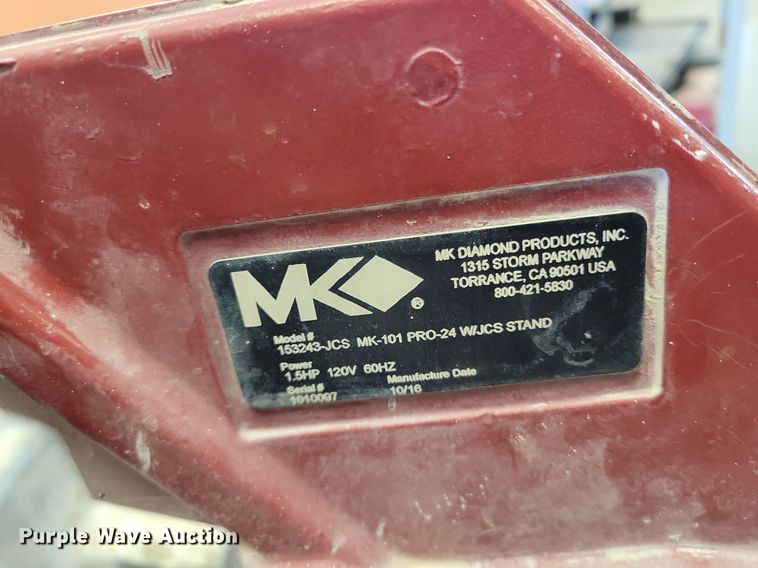 MK ®
MK DIAMOND PRODUCTS, INC.
1315 STORM PARKWAY
TORRANCE, CA 90501 USA
800-421-5830
Model #
153243-JCS MK-101 PRO-24 W/JCS STAND
Power
1.5HP 120V 60HZ
Serial # Manufacture Date
1010097 10/16
Purple Wave Auction